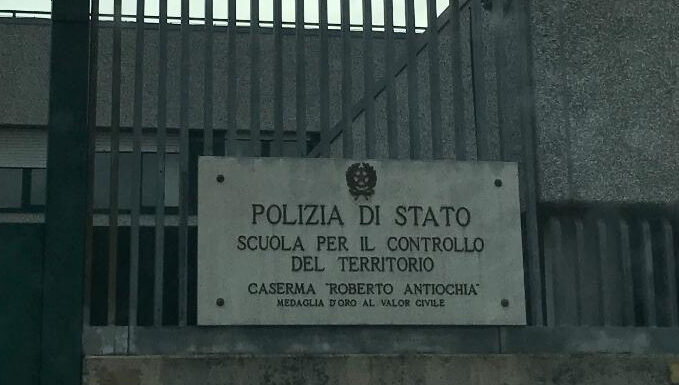 POLIZIA DI STATO
SCUOLA PER IL CONTROLLO
DEL TERRITORIO
CASERMA "ROBERTO ANTIOCHIA"
MEDAGLIA D'ORO AL VALOR CIVILE